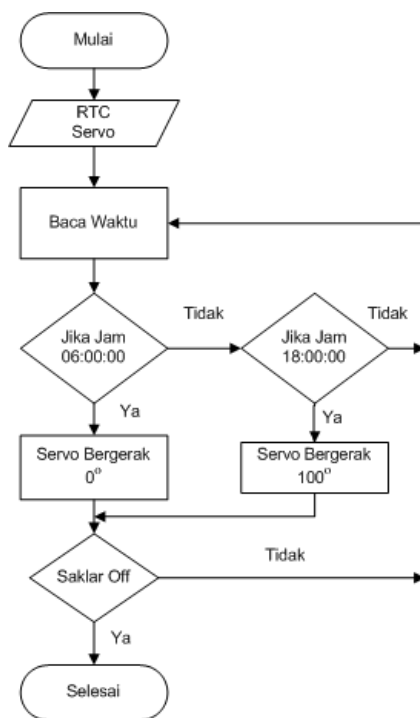 Mulai
RTC
Servo
Baca Waktu
Tidak
Tidak
Jika Jam
06:00:00
Jika Jam
18:00:00
Ya
Ya
Servo Bergerak
0°
Servo Bergerak
100°
Saklar Off
Tidak
Ya
Selesai